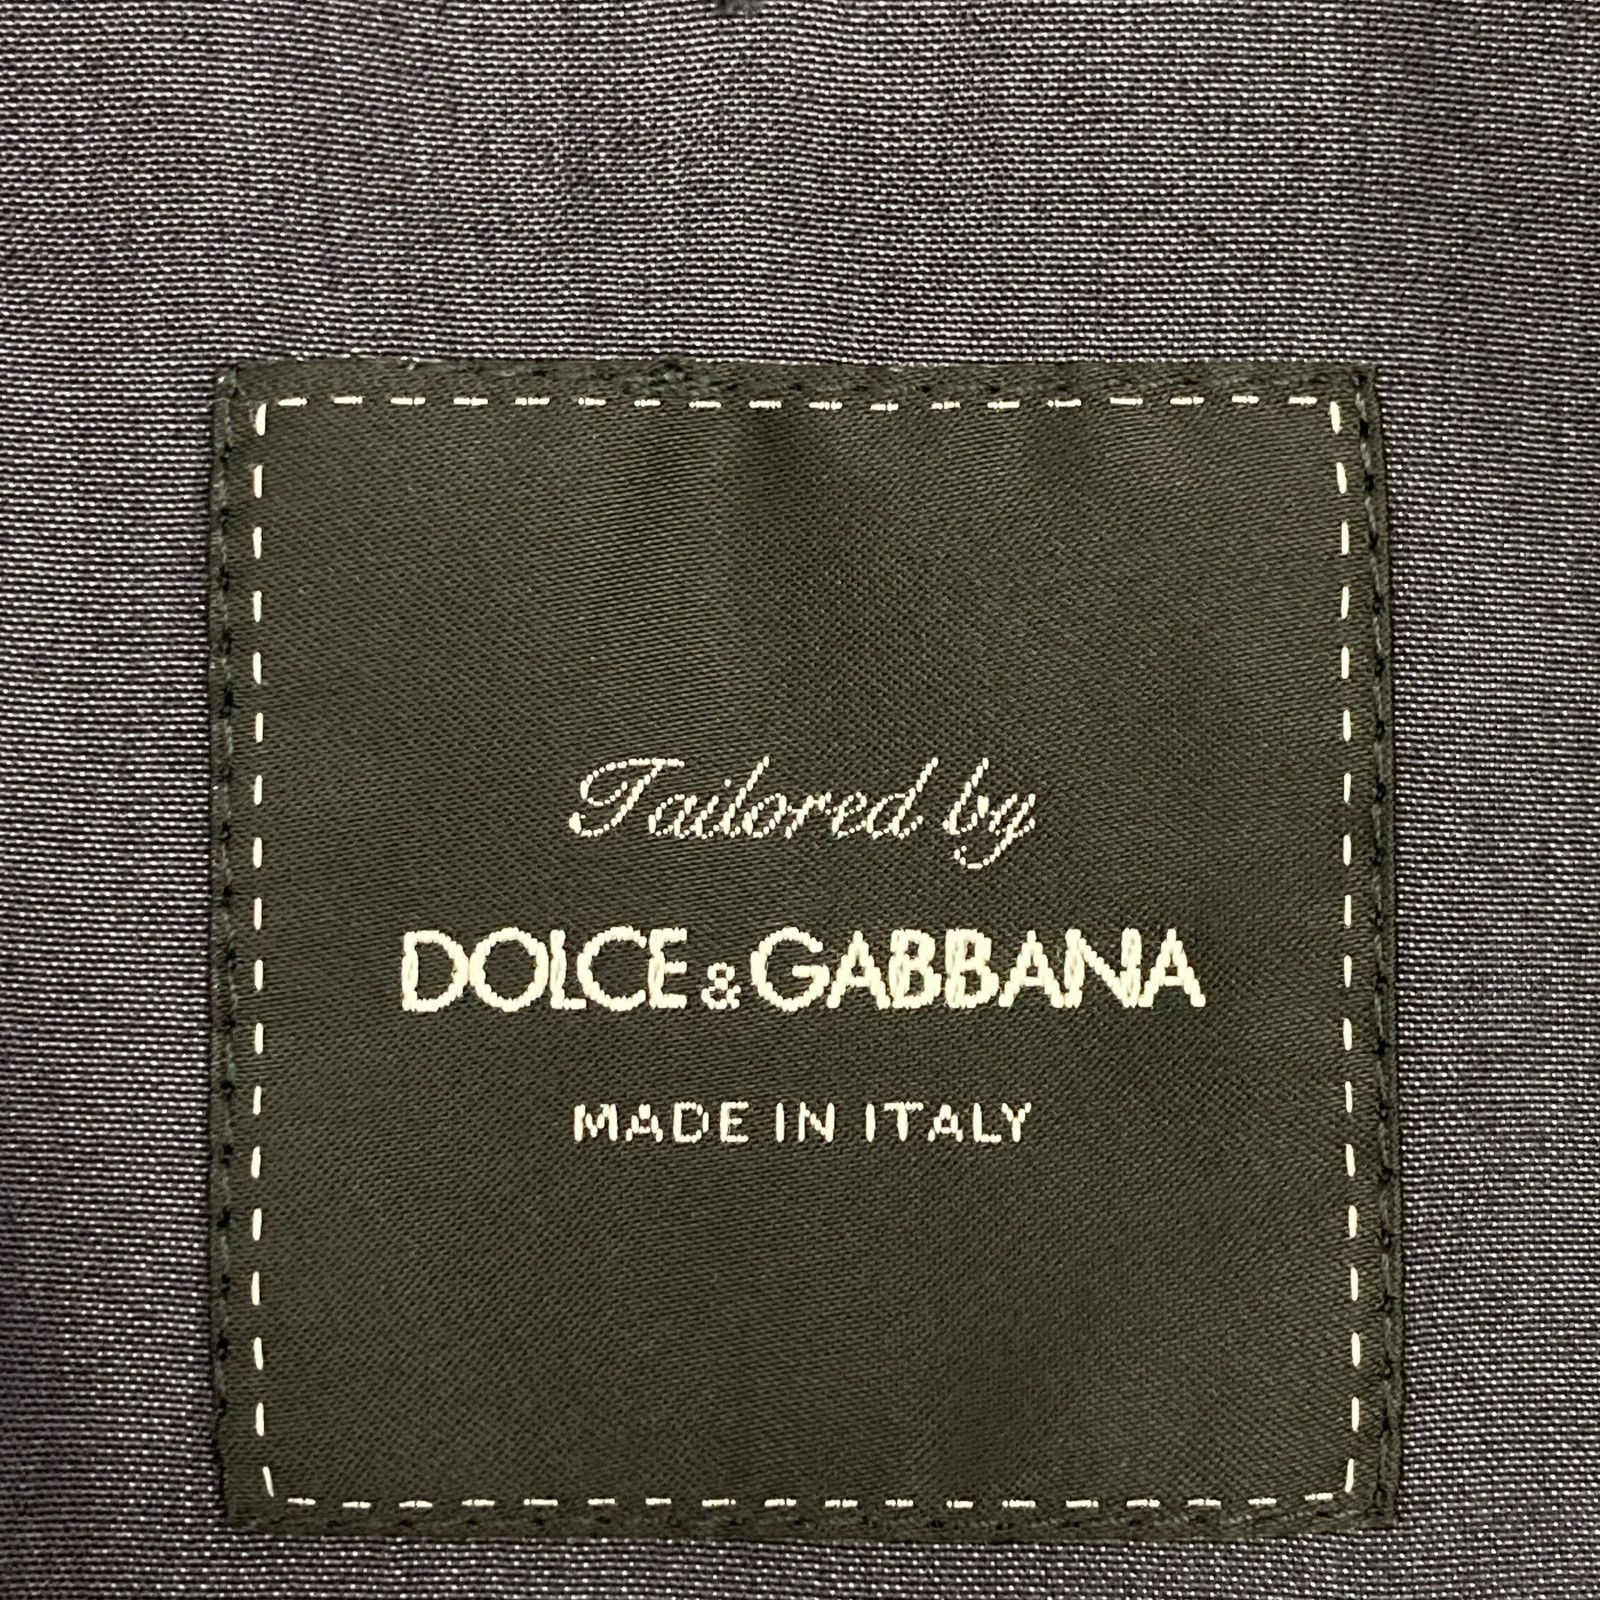 Tailored by
DOLCE & GABBANA
MADE IN ITALY